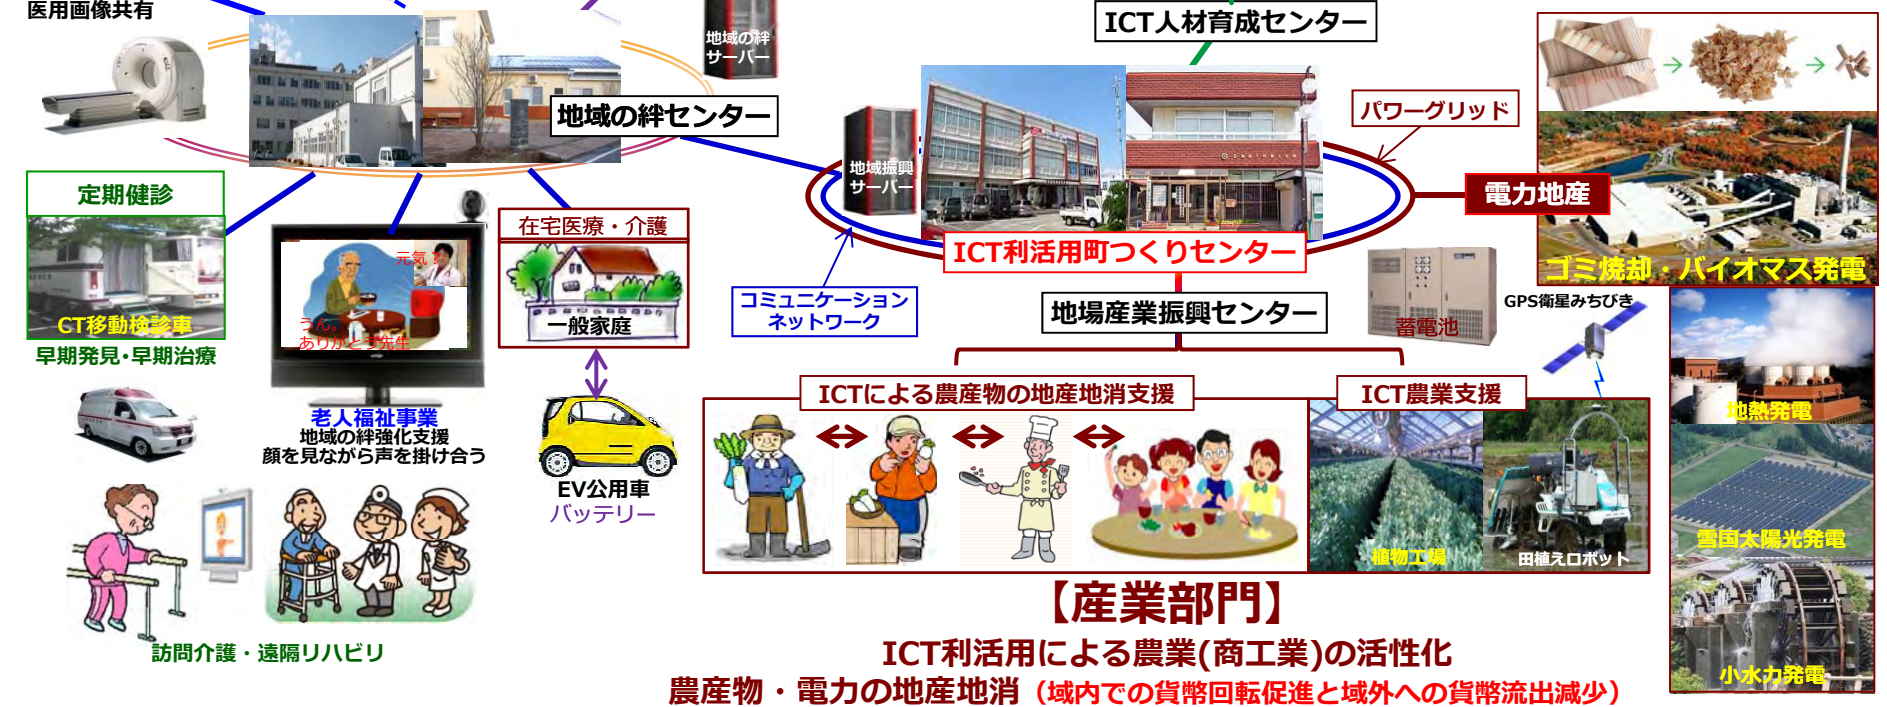 医用画像共有
地域の絆
サーバー
地域の絆センター
ICT人材育成センター
定期健診
CT移動検診車
早期発見・早期治療
元気？
うん。
ありがとう先生
老人福祉事業
地域の絆強化支援
顔を見ながら声を掛け合う
在宅医療・介護
一般家庭
EV公用車
バッテリー
訪問介護・遠隔リハビリ
地域振興
サーバー
ICT利活用町つくりセンター
コミュニケーション
ネットワーク
パワーグリッド
電力地産
地場産業振興センター
蓄電池
GPS衛星みちびき
ICTによる農産物の地産地消支援
ICT農業支援
植物工場
田植えロボット
ゴミ焼却・バイオマス発電
地熱発電
雪国太陽光発電
小水力発電
【産業部門】
ICT利活用による農業(商工業)の活性化
農産物・電力の地産地消（域内での貨幣回転促進と域外への貨幣流出減少）